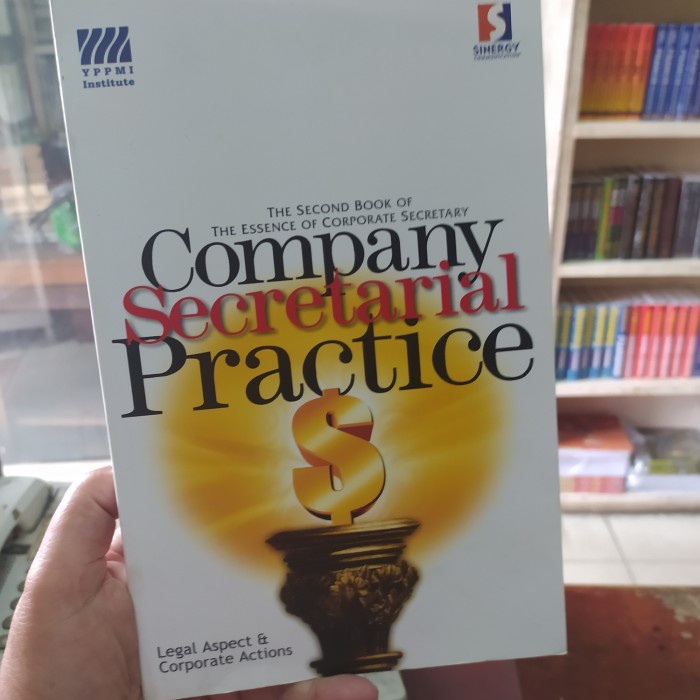 YPPMI
Institute
SINERGY
THE SECOND BOOK OF
THE ESSENCE OF CORPORATE SECRETARY
Company
Secretarial
Practice
$
Legal Aspect &
Corporate Actions